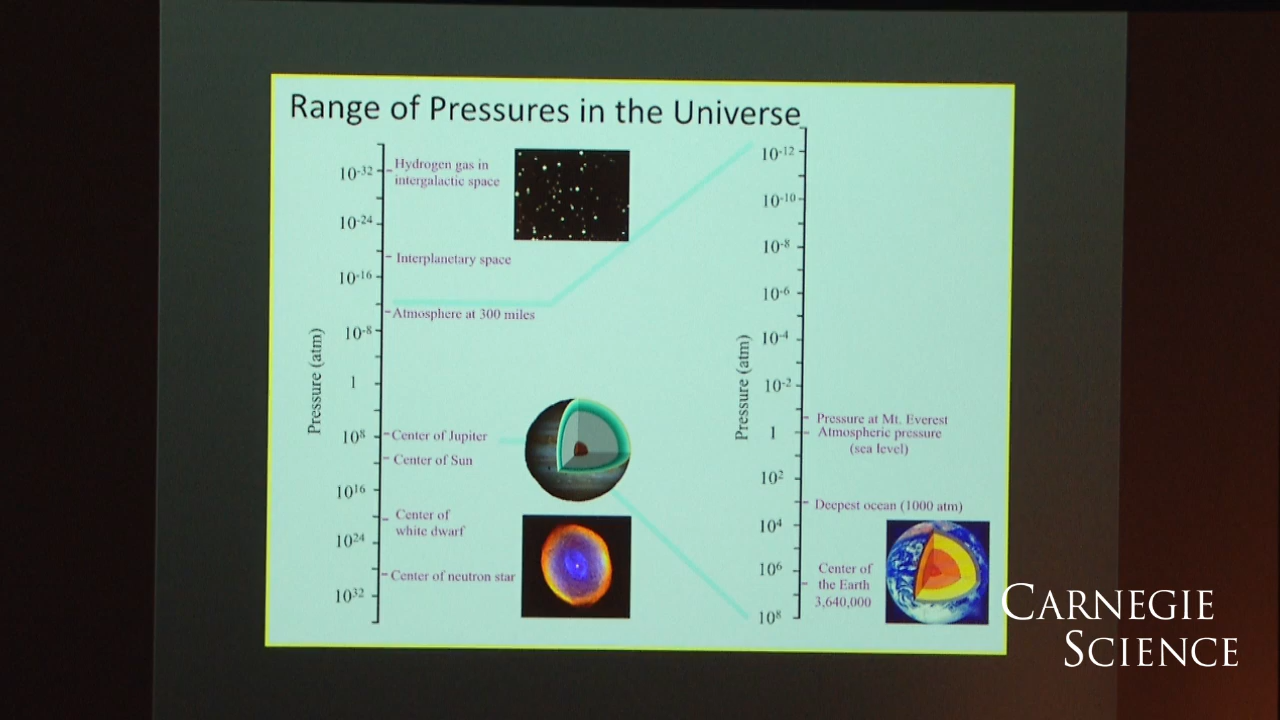 Range of Pressures in the Universe
Pressure (atm)
10-32
10-24
10-16
10-8
1
10⁸
10¹⁶
10²⁴
10³²
Hydrogen gas in
intergalactic space
Interplanetary space
Atmosphere at 300 miles
Center of Jupiter
Center of Sun
Center of
white dwarf
Center of neutron star
Pressure (atm)
10-12
10-10
10-8
10-6
10-4
10-2
1
10²
10⁴
10⁶
10⁸
Pressure at Mt. Everest
Atmospheric pressure
(sea level)
Deepest ocean (1000 atm)
Center of
the Earth
3,640,000
CARNEGIE
SCIENCE